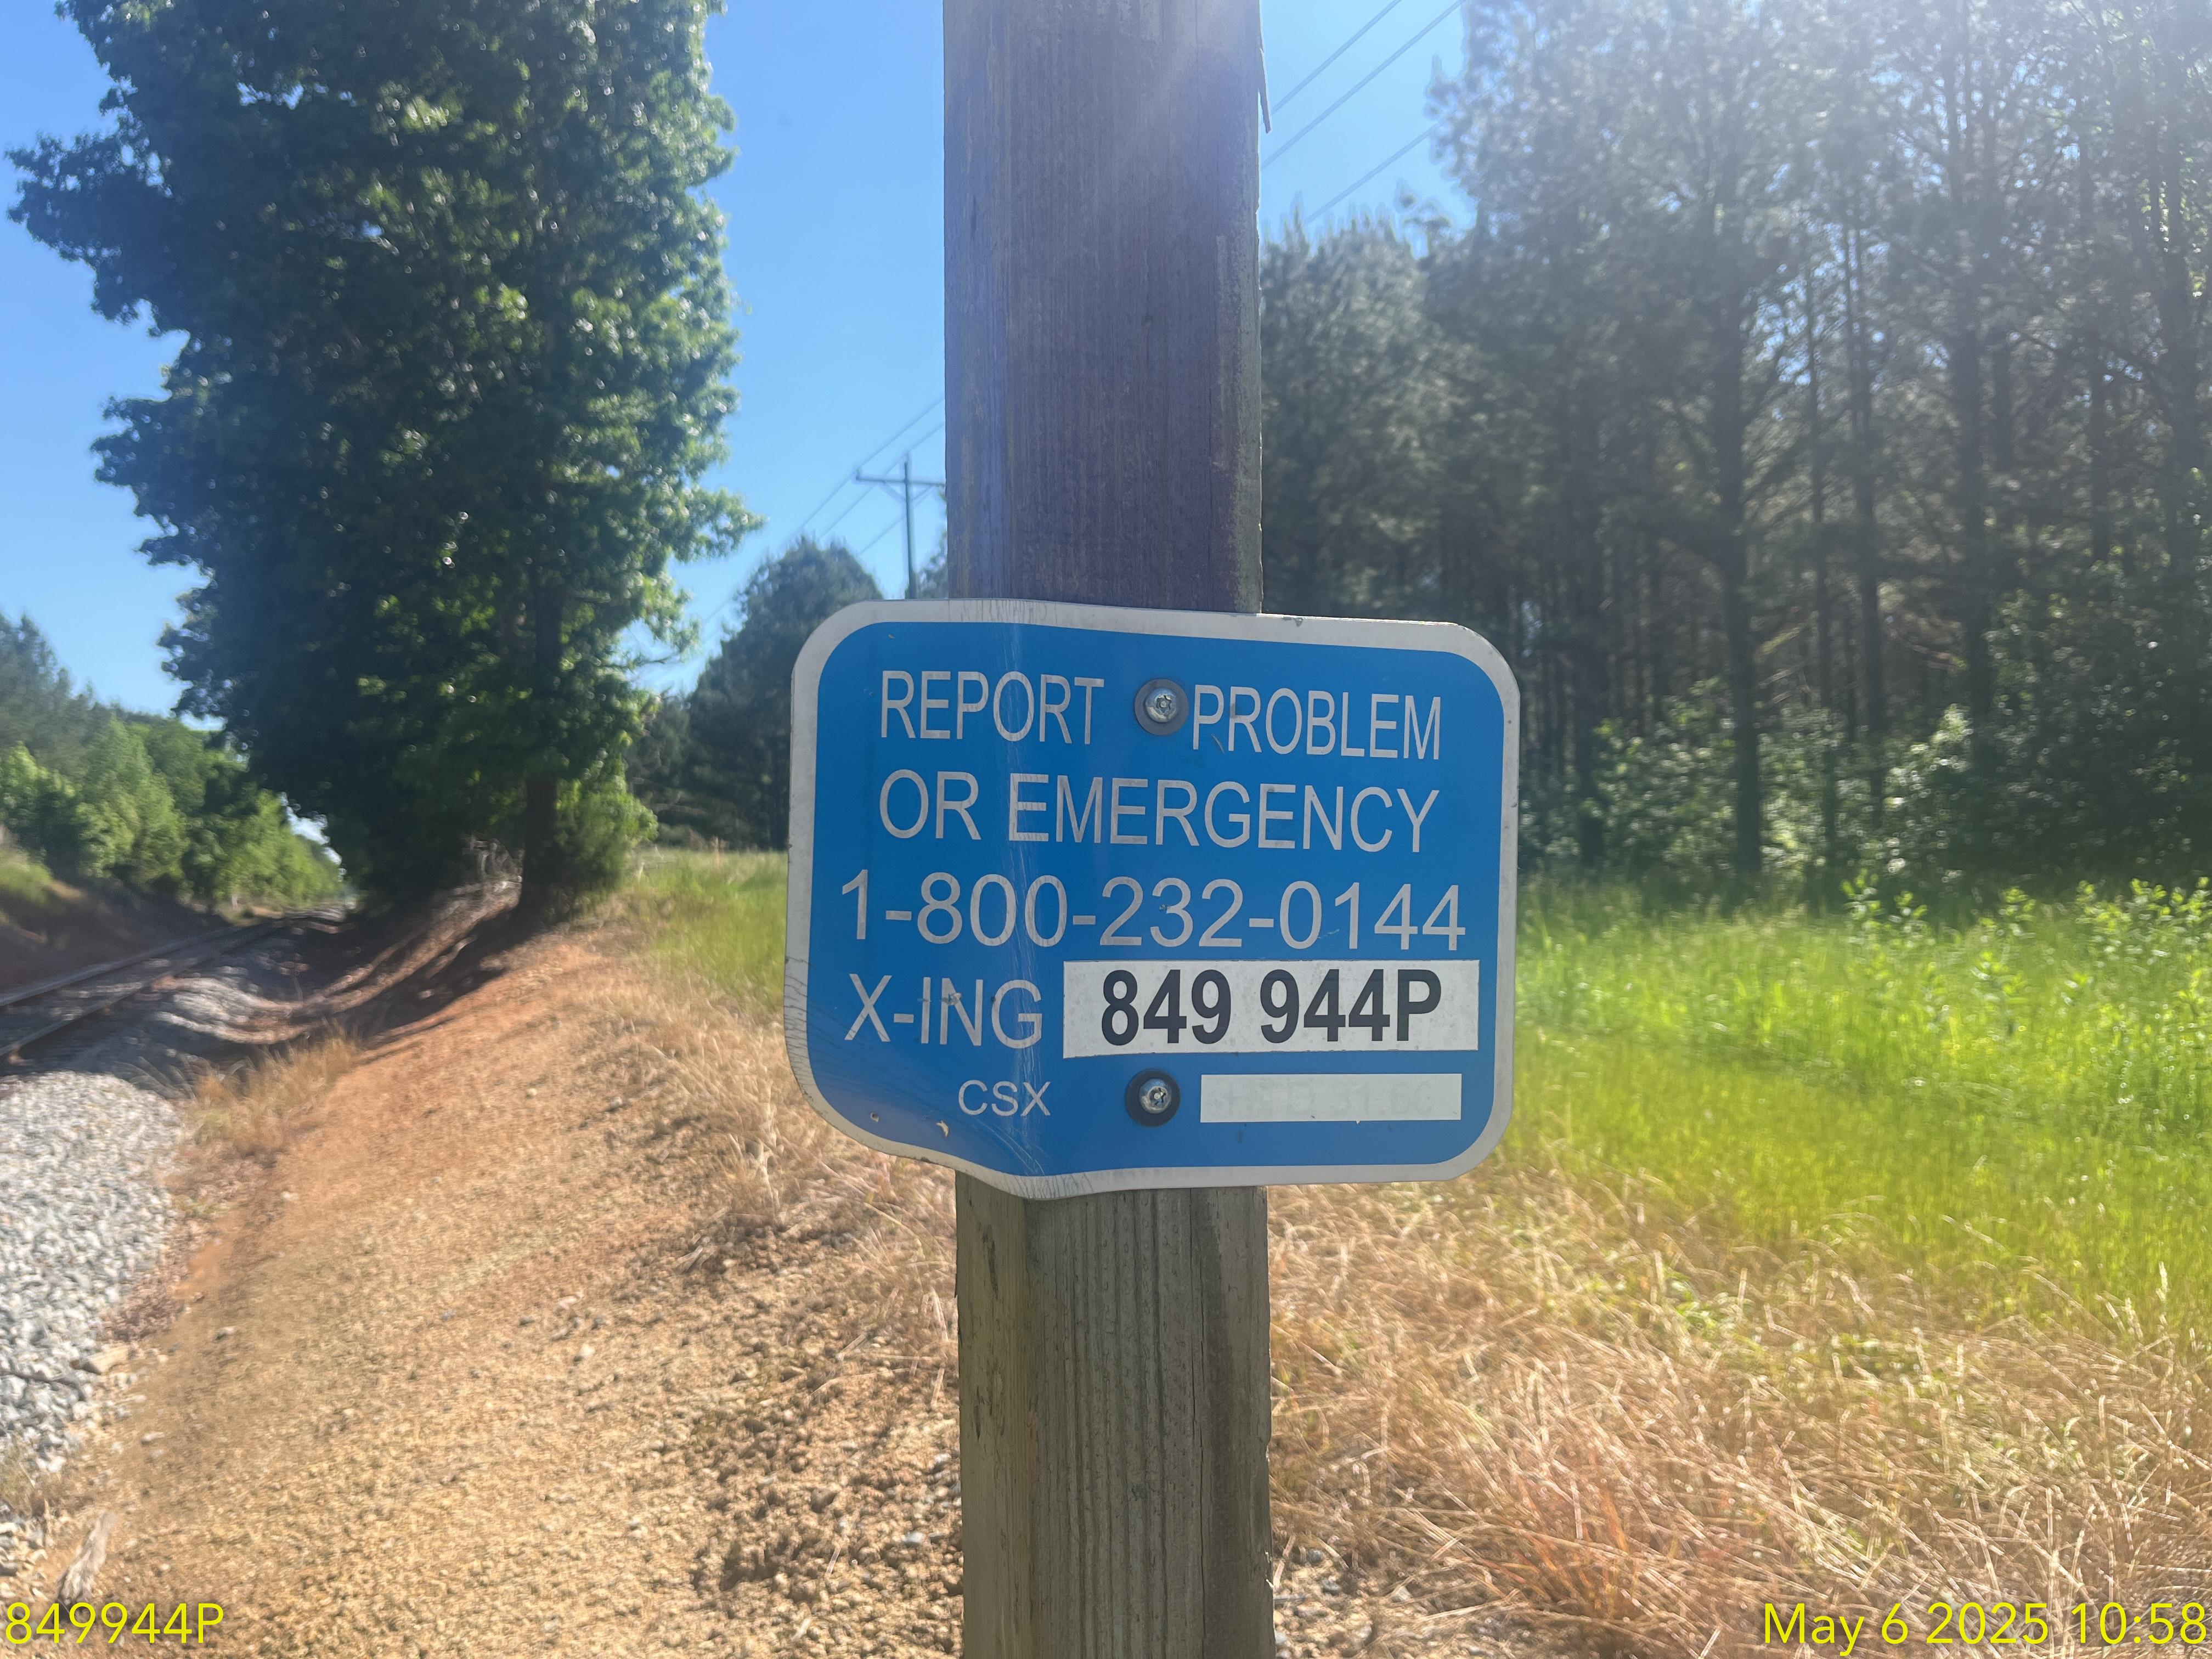 REPORT PROBLEM
OR EMERGENCY
1-800-232-0144
X-ING 849 944P
CSX
849944P
May 6 2025 10:58